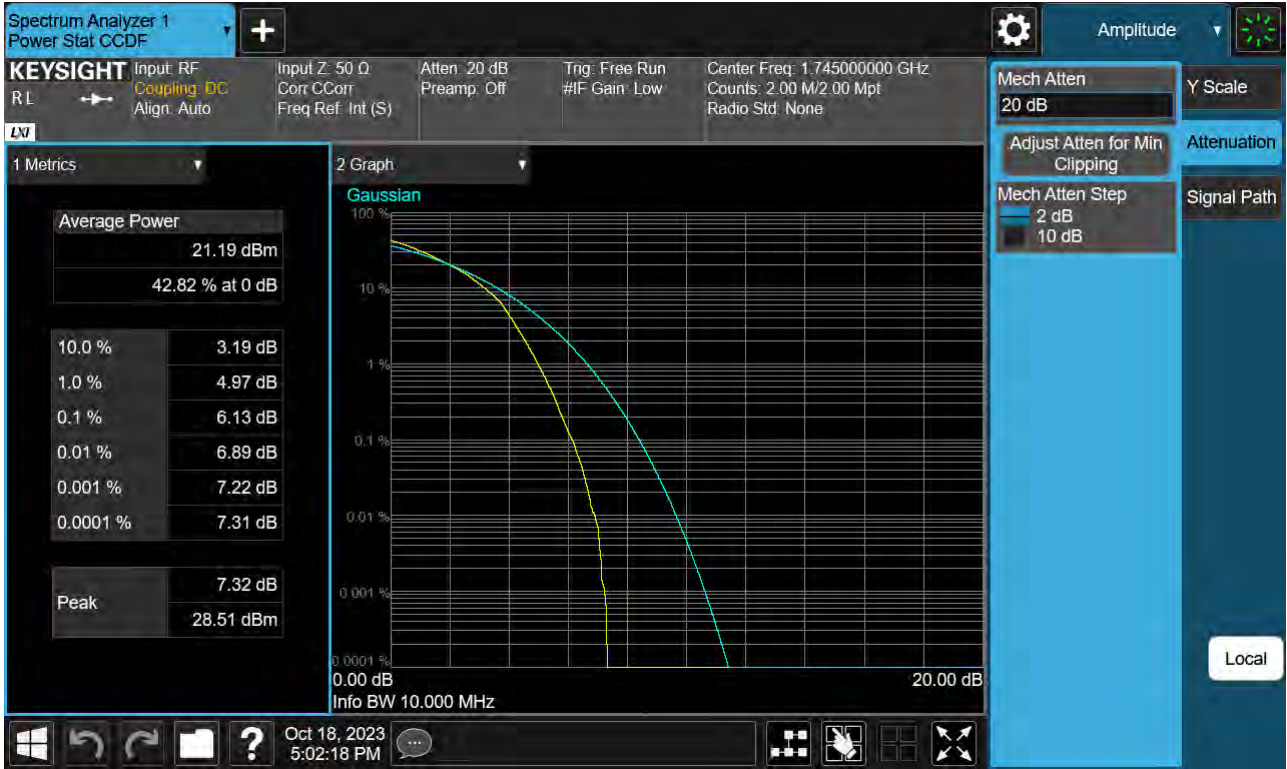 Spectrum Analyzer 1
Power Stat CCDF
+
Amplitude
KEYSIGHT
R L
LXI
Input: RF
Coupling: DC
Align: Auto
Input Z: 50 Ω
Corr CCorr
Freq Ref: Int (S)
Atten: 20 dB
Preamp: Off
Trig: Free Run
#IF Gain: Low
Center Freq: 1.745000000 GHz
Counts: 2.00 M/2.00 Mpt
Radio Std: None
1 Metrics
Average Power
21.19 dBm
42.82 % at 0 dB
10.0 % 3.19 dB
1.0 % 4.97 dB
0.1 % 6.13 dB
0.01 % 6.89 dB
0.001 % 7.22 dB
0.0001 % 7.31 dB
Peak
7.32 dB
28.51 dBm
2 Graph
Gaussian
100 %
10 %
1 %
0.1 %
0.01 %
0.001 %
0.0001 %
0.00 dB 20.00 dB
Info BW 10.000 MHz
Mech Atten
20 dB
Adjust Atten for Min
Clipping
Mech Atten Step
2 dB
10 dB
Y Scale
Attenuation
Signal Path
Local
?
Oct 18, 2023
5:02:18 PM